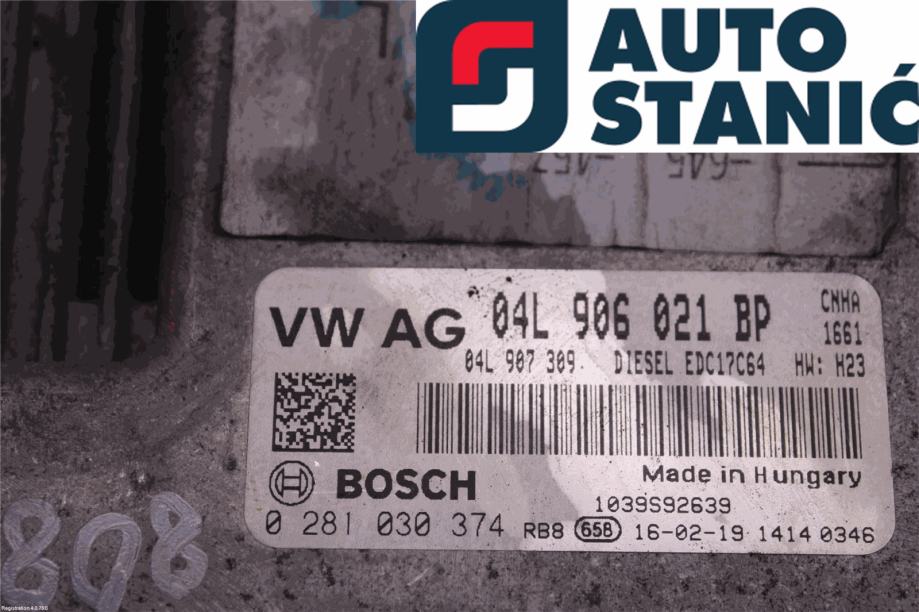 AUTO
STANIĆ
VW AG 04L 906 021 BP CNHA
1661
04L 907 309 DIESEL EDC17C64 HW: H23
Made in Hungary
BOSCH
1039S92639
0 281 030 374 RB8 65B 16-02-19 1414 0346
808